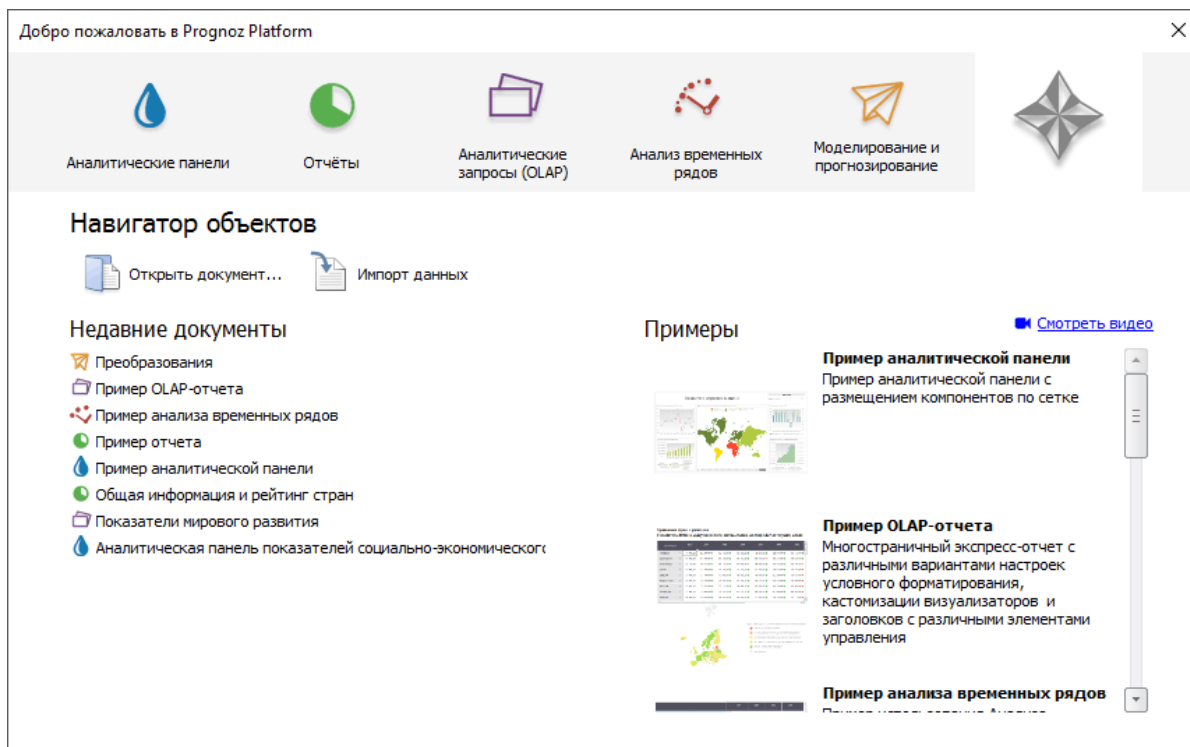 Добро пожаловать в Prognoz Platform
Аналитические панели
Отчёты
Аналитические
запросы (OLAP)
Анализ временных
рядов
Моделирование и
прогнозирование
Навигатор объектов
Открыть документ...
Импорт данных
Недавние документы
Преобразования
Пример OLAP-отчета
Пример анализа временных рядов
Пример отчета
Пример аналитической панели
Общая информация и рейтинг стран
Показатели мирового развития
Аналитическая панель показателей социально-экономическог
Примеры
Смотреть видео
Пример аналитической панели
Пример аналитической панели с
размещением компонентов по сетке
Пример OLAP-отчета
Многостраничный экспресс-отчет с
различными вариантами настроек
условного форматирования,
кастомизации визуализаторов и
заголовков с различными элементами
управления
Пример анализа временных рядов